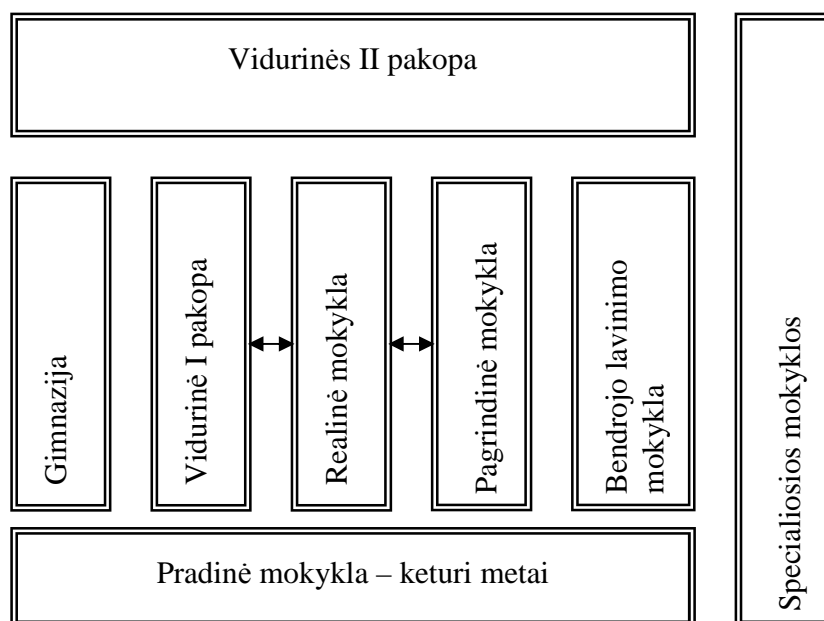 Vidurinės II pakopa
Gimnazija
Vidurinė I pakopa
Realinė mokykla
Pagrindinė mokykla
Bendrojo lavinimo
mokykla
Specialiosios mokyklos
Pradinė mokykla – keturi metai